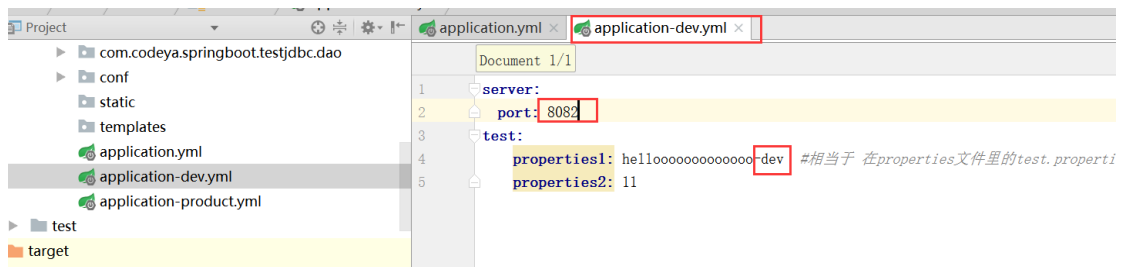 Project
application.yml
application-dev.yml
com.codeya.springboot.testjdbc.dao
conf
static
templates
application.yml
application-dev.yml
application-product.yml
test
target
Document 1/1
1 server:
2 port: 8082
3 test:
4 properties1: hellooooooooooooo-dev #相当于 在properties文件里的test.properti
5 properties2: 11